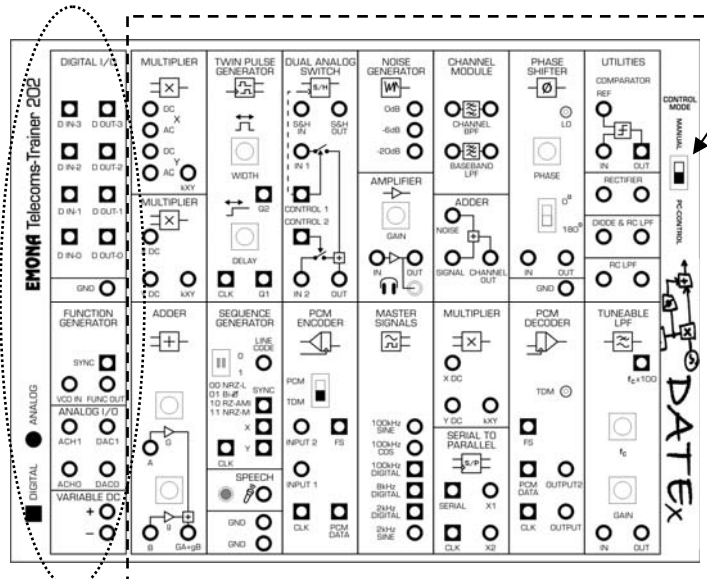 EMONA Telecoms-Trainer 202
DIGITAL
ANALOG
DIGITAL I/O
D IN-3 D OUT-3
D IN-2 D OUT-2
D IN-1 D OUT-1
D IN-0 D OUT-0
GND
FUNCTION
GENERATOR
SYNC
VCO IN FUNC OUT
ANALOG I/O
ACH1 DAC1
ACH0 DAC0
VARIABLE DC
+
-
MULTIPLIER
X
DC
X
AC
DC
Y
AC
kXY
MULTIPLIER
X
DC
DC kXY
ADDER
+
G
A
g
B GA+gB
TWIN PULSE
GENERATOR
WIDTH
Q2
DELAY
CLK Q1
SEQUENCE
GENERATOR
LINE
CODE
0
1
00 NRZ-L
01 Bi-Ø
10 RZ-AMI
11 NRZ-M
SYNC
X
Y
CLK
SPEECH
GND
GND
DUAL ANALOG
SWITCH
S/H
S&H
IN
S&H
OUT
IN 1
CONTROL 1
CONTROL 2
IN 2 OUT
PCM
ENCODER
PCM
TDM
INPUT 2 FS
INPUT 1
CLK PCM
DATA
NOISE
GENERATOR
0dB
-6dB
-20dB
AMPLIFIER
GAIN
IN OUT
MASTER
SIGNALS
100kHz
SINE
100kHz
COS
100kHz
DIGITAL
8kHz
DIGITAL
2kHz
DIGITAL
2kHz
SINE
CHANNEL
MODULE
CHANNEL
BPF
BASEBAND
LPF
ADDER
NOISE
SIGNAL CHANNEL
OUT
MULTIPLIER
X
X DC
Y DC kXY
SERIAL TO
PARALLEL
S/P
SERIAL X1
CLK X2
PHASE
SHIFTER
Ø
LO
PHASE
0°
180°
IN OUT
GND
PCM
DECODER
TDM
FS
PCM
DATA
OUTPUT2
CLK OUTPUT
UTILITIES
COMPARATOR
REF
IN OUT
RECTIFIER
DIODE & RC LPF
RC LPF
TUNEABLE
LPF
fc x100
fc
GAIN
IN OUT
CONTROL
MODE
MANUAL
PC-CONTROL
DATEx